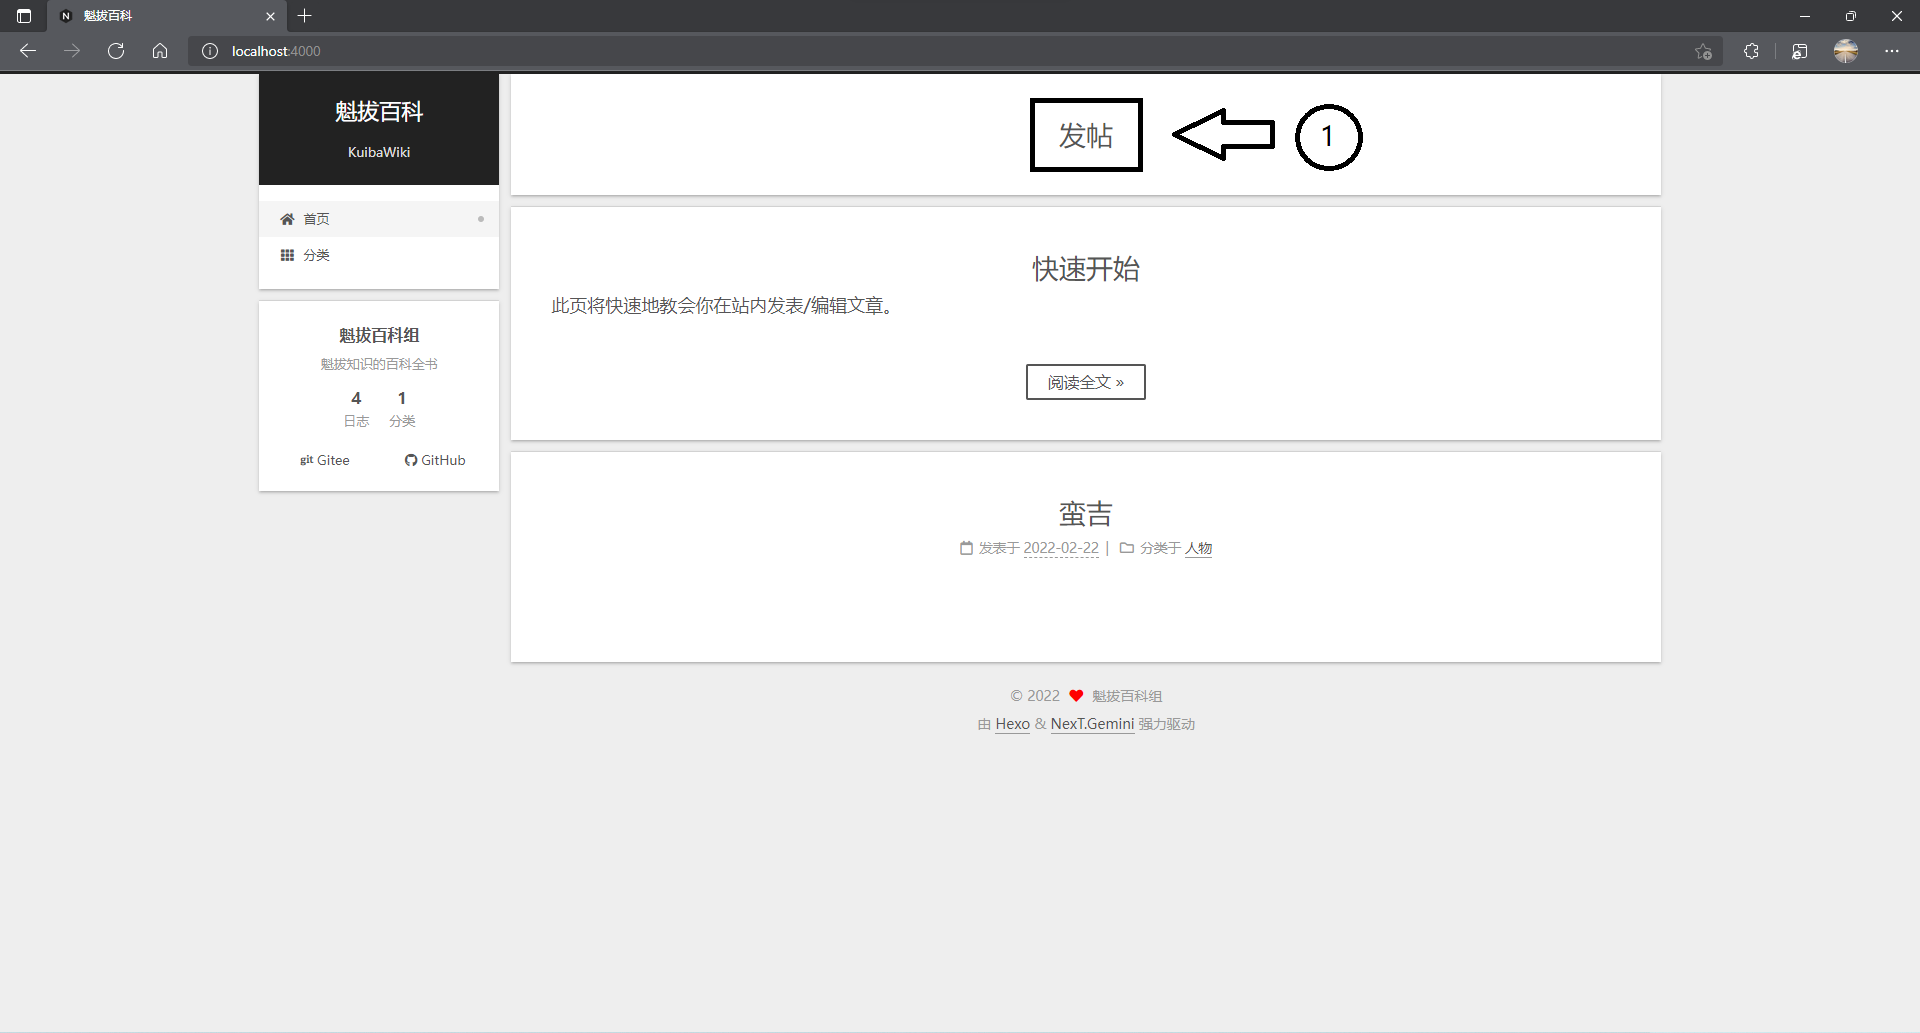 魁拔百科
localhost:4000
魁拔百科
KuibaWiki
首页
分类
魁拔百科组
魁拔知识的百科全书
4 1
日志 分类
git Gitee GitHub
发帖 1
快速开始
此页将快速地教会你在站内发表/编辑文章。
阅读全文 »
蛮吉
发表于 2022-02-22 | 分类于 人物
© 2022 魁拔百科组
由 Hexo & NexT.Gemini 强力驱动